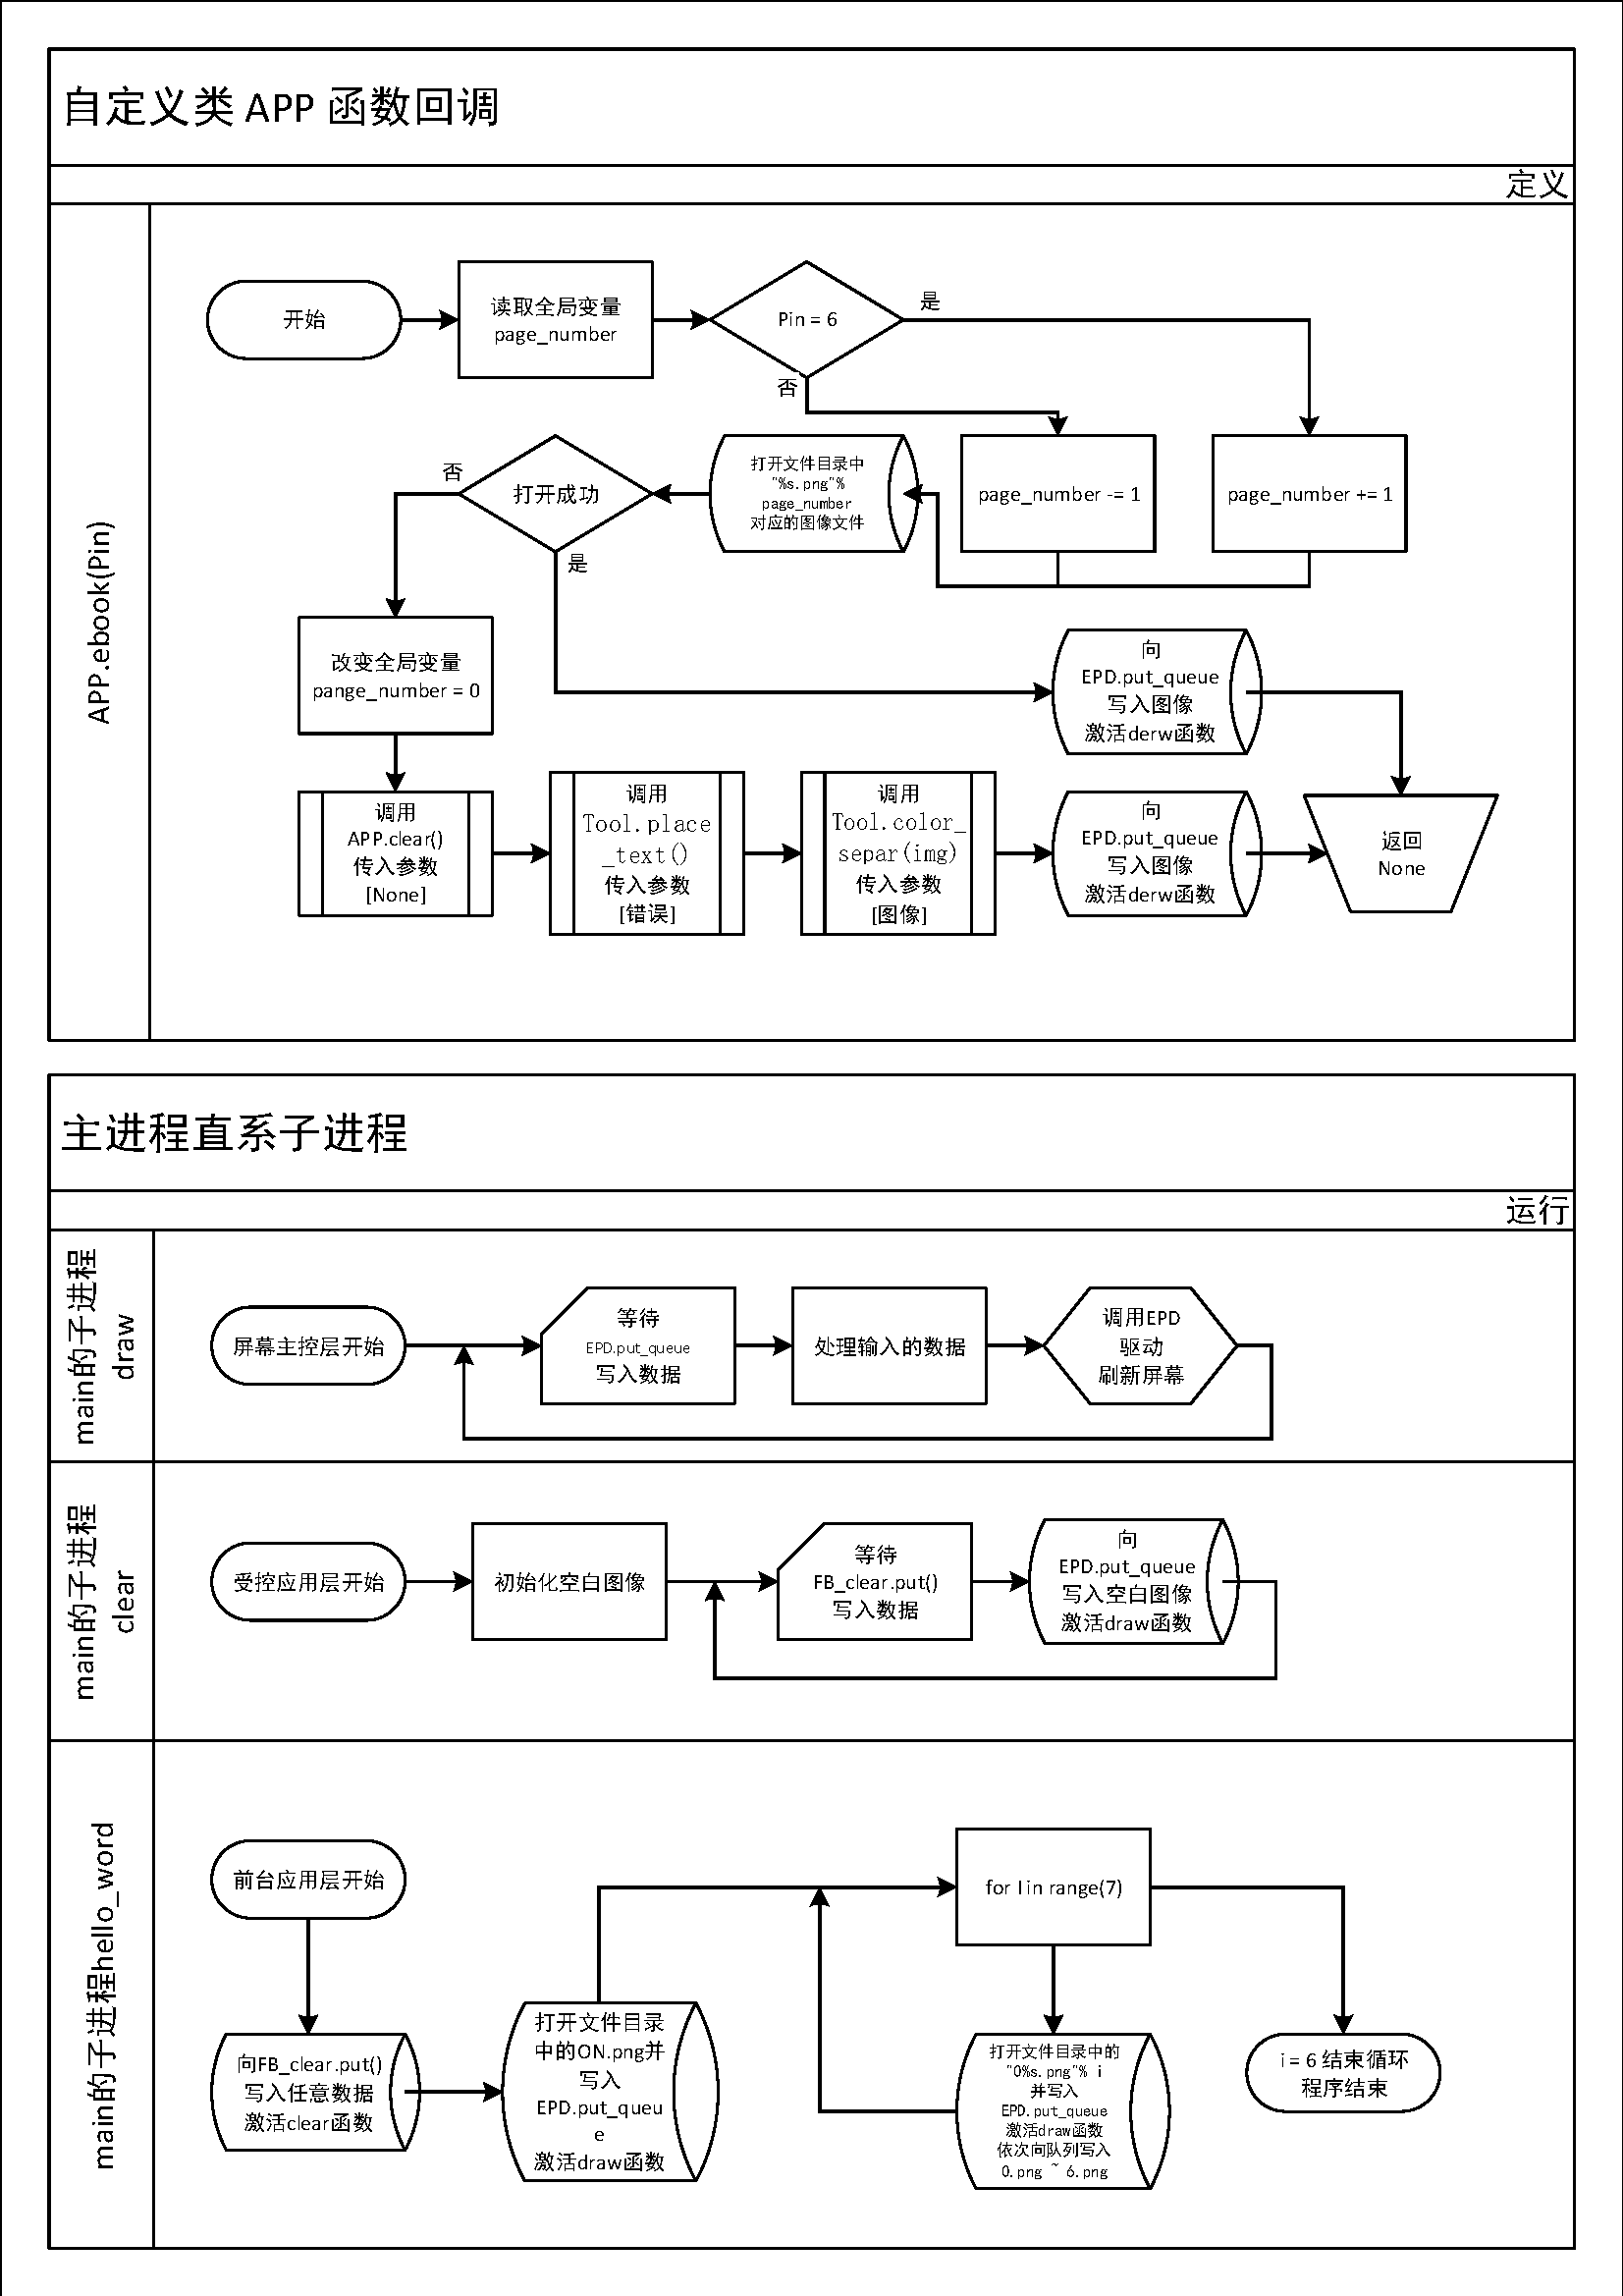 自定义类 APP 函数回调
定义
APP.ebook(Pin)
开始
读取全局变量
page_number
Pin = 6
是
否
page_number -= 1
page_number += 1
打开文件目录中
"%s.png"%
page_number
对应的图像文件
打开成功
否
是
改变全局变量
pange_number = 0
向
EPD.put_queue
写入图像
激活derw函数
调用
APP.clear()
传入参数
[None]
调用
Tool.place
_text()
传入参数
[错误]
调用
Tool.color_
separ(img)
传入参数
[图像]
向
EPD.put_queue
写入图像
激活derw函数
返回
None
主进程直系子进程
运行
main的子进程
draw
屏幕主控层开始
等待
EPD.put_queue
写入数据
处理输入的数据
调用EPD
驱动
刷新屏幕
main的子进程
clear
受控应用层开始
初始化空白图像
等待
FB_clear.put()
写入数据
向
EPD.put_queue
写入空白图像
激活draw函数
main的子进程hello_word
前台应用层开始
向FB_clear.put()
写入任意数据
激活clear函数
打开文件目录
中的ON.png并
写入
EPD.put_queu
e
激活draw函数
for I in range(7)
打开文件目录中的
"0%s.png"% i
并写入
EPD.put_queue
激活draw函数
依次向队列写入
0.png ~ 6.png
i = 6 结束循环
程序结束